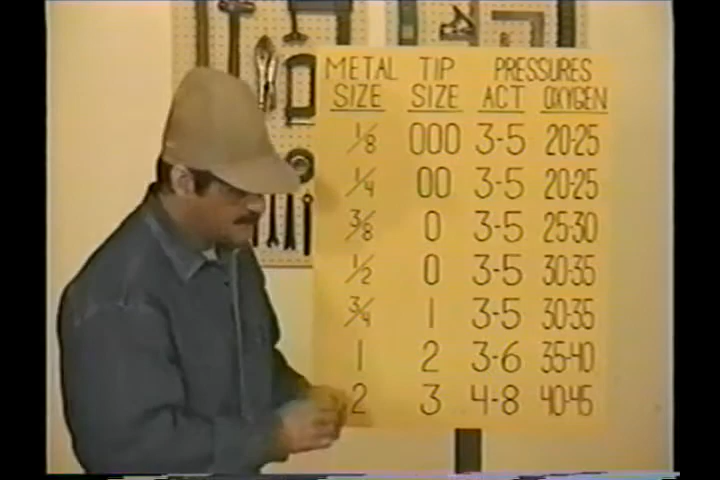 METAL TIP PRESSURES
SIZE SIZE ACT OXYGEN
1/8 000 3-5 20-25
1/4 00 3-5 20-25
3/8 0 3-5 25-30
1/2 0 3-5 30-35
3/4 1 3-5 30-35
1 2 3-6 35-40
2 3 4-8 40-45